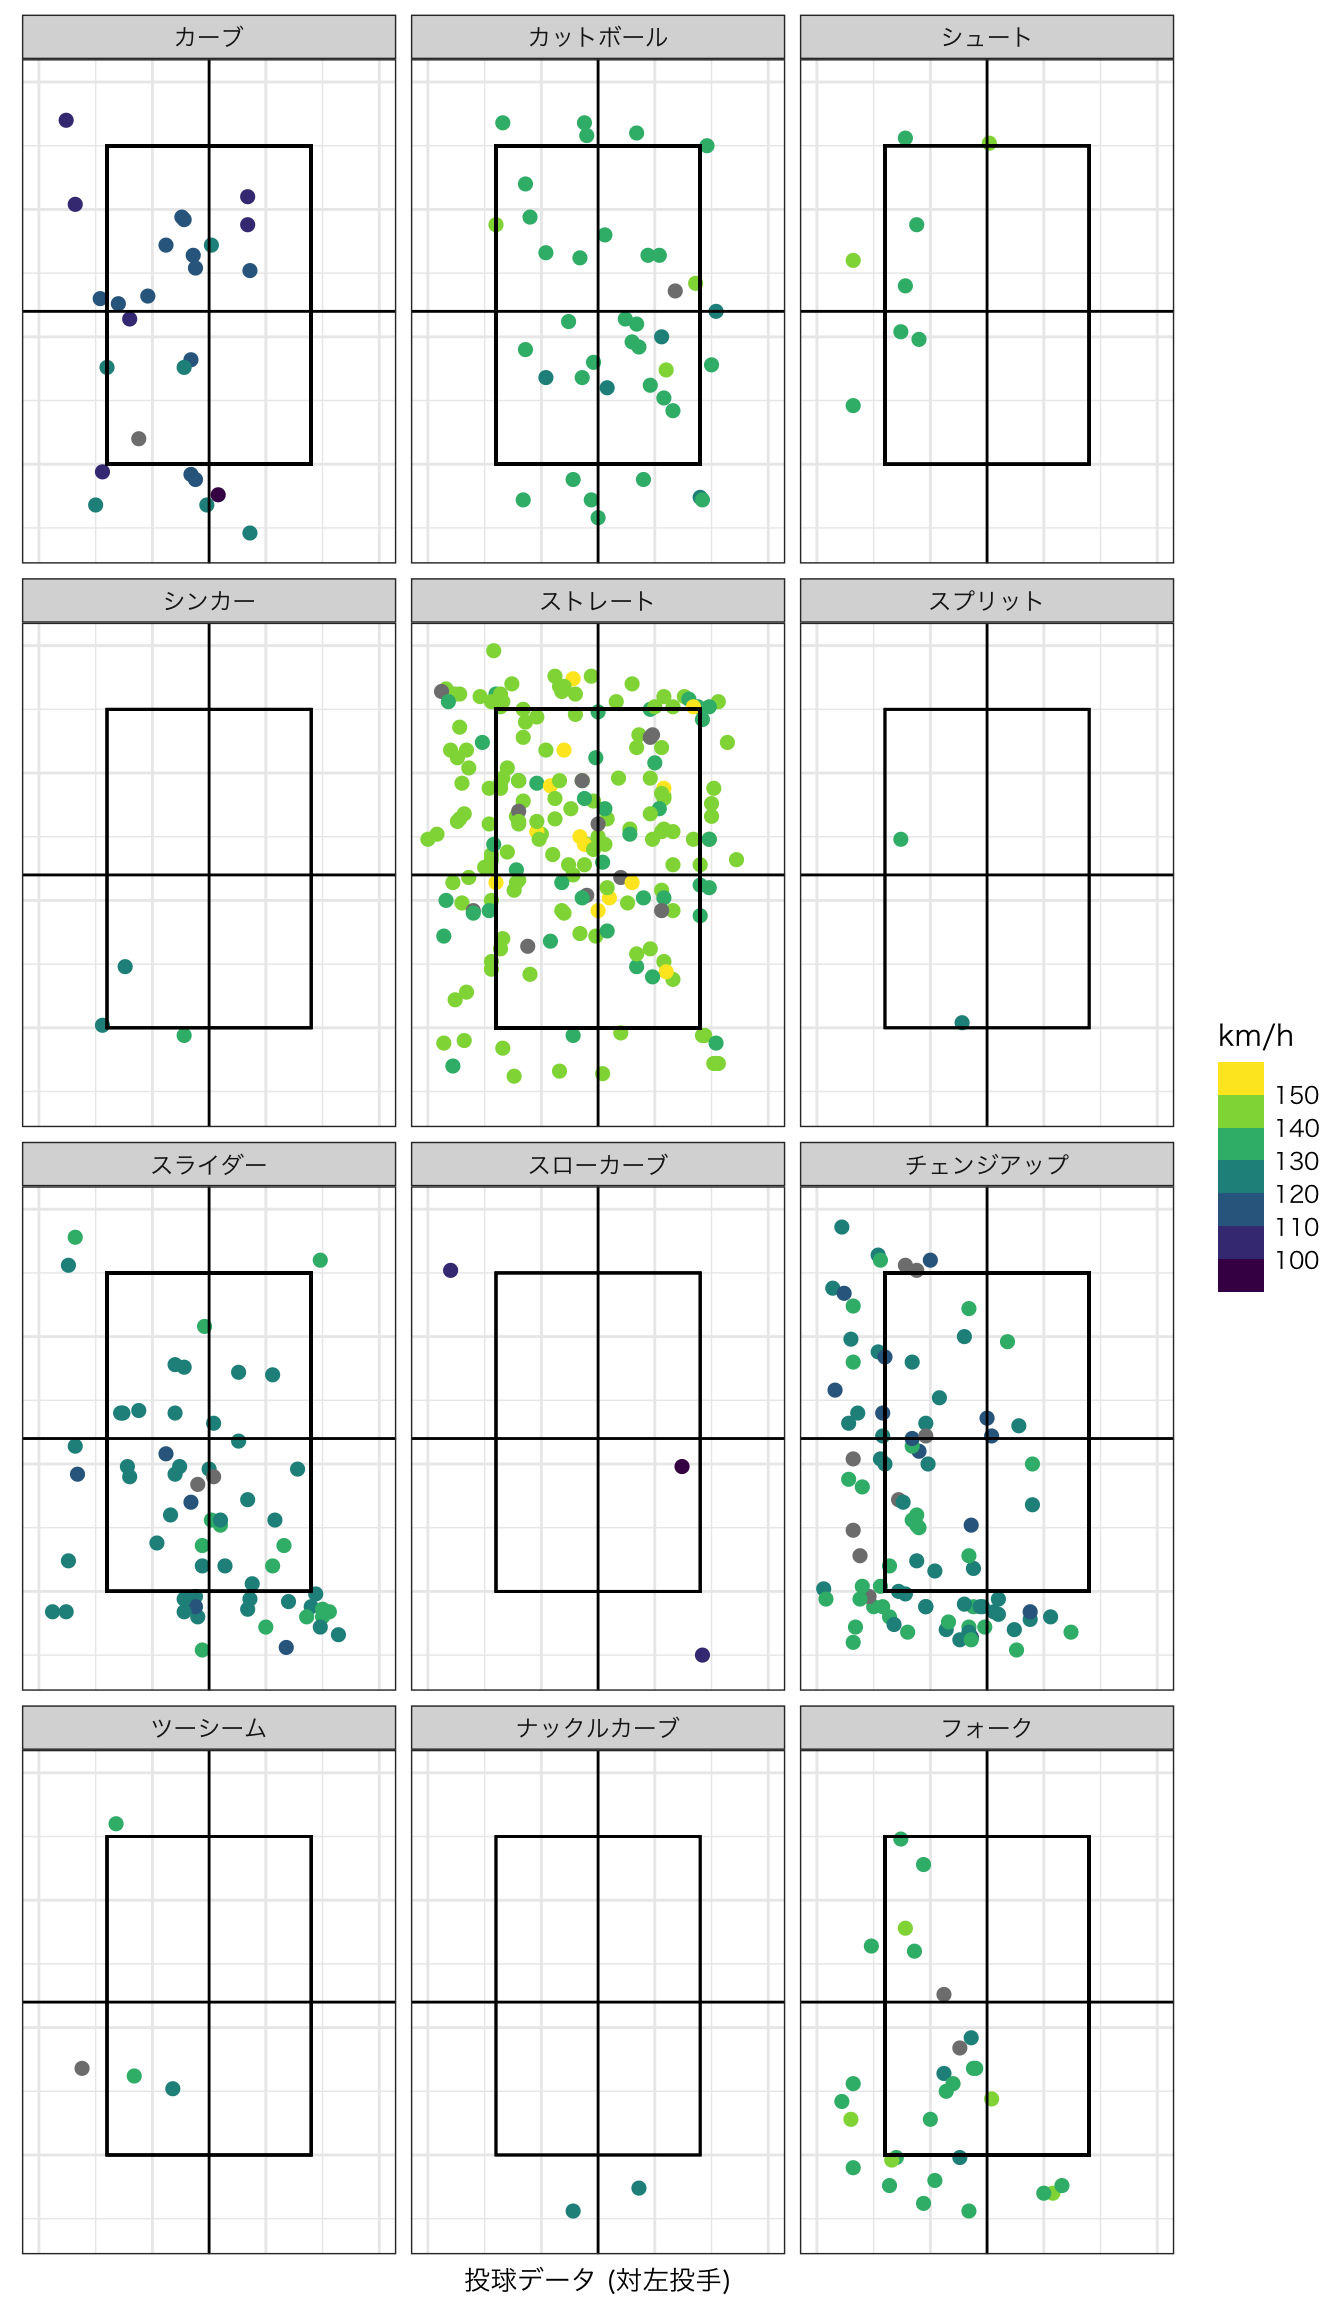 カーブ
カットボール
シュート
シンカー
ストレート
スプリット
km/h
150
140
130
120
110
100
スライダー
スローカーブ
チェンジアップ
ツーシーム
ナックルカーブ
フォーク
投球データ (対左投手)